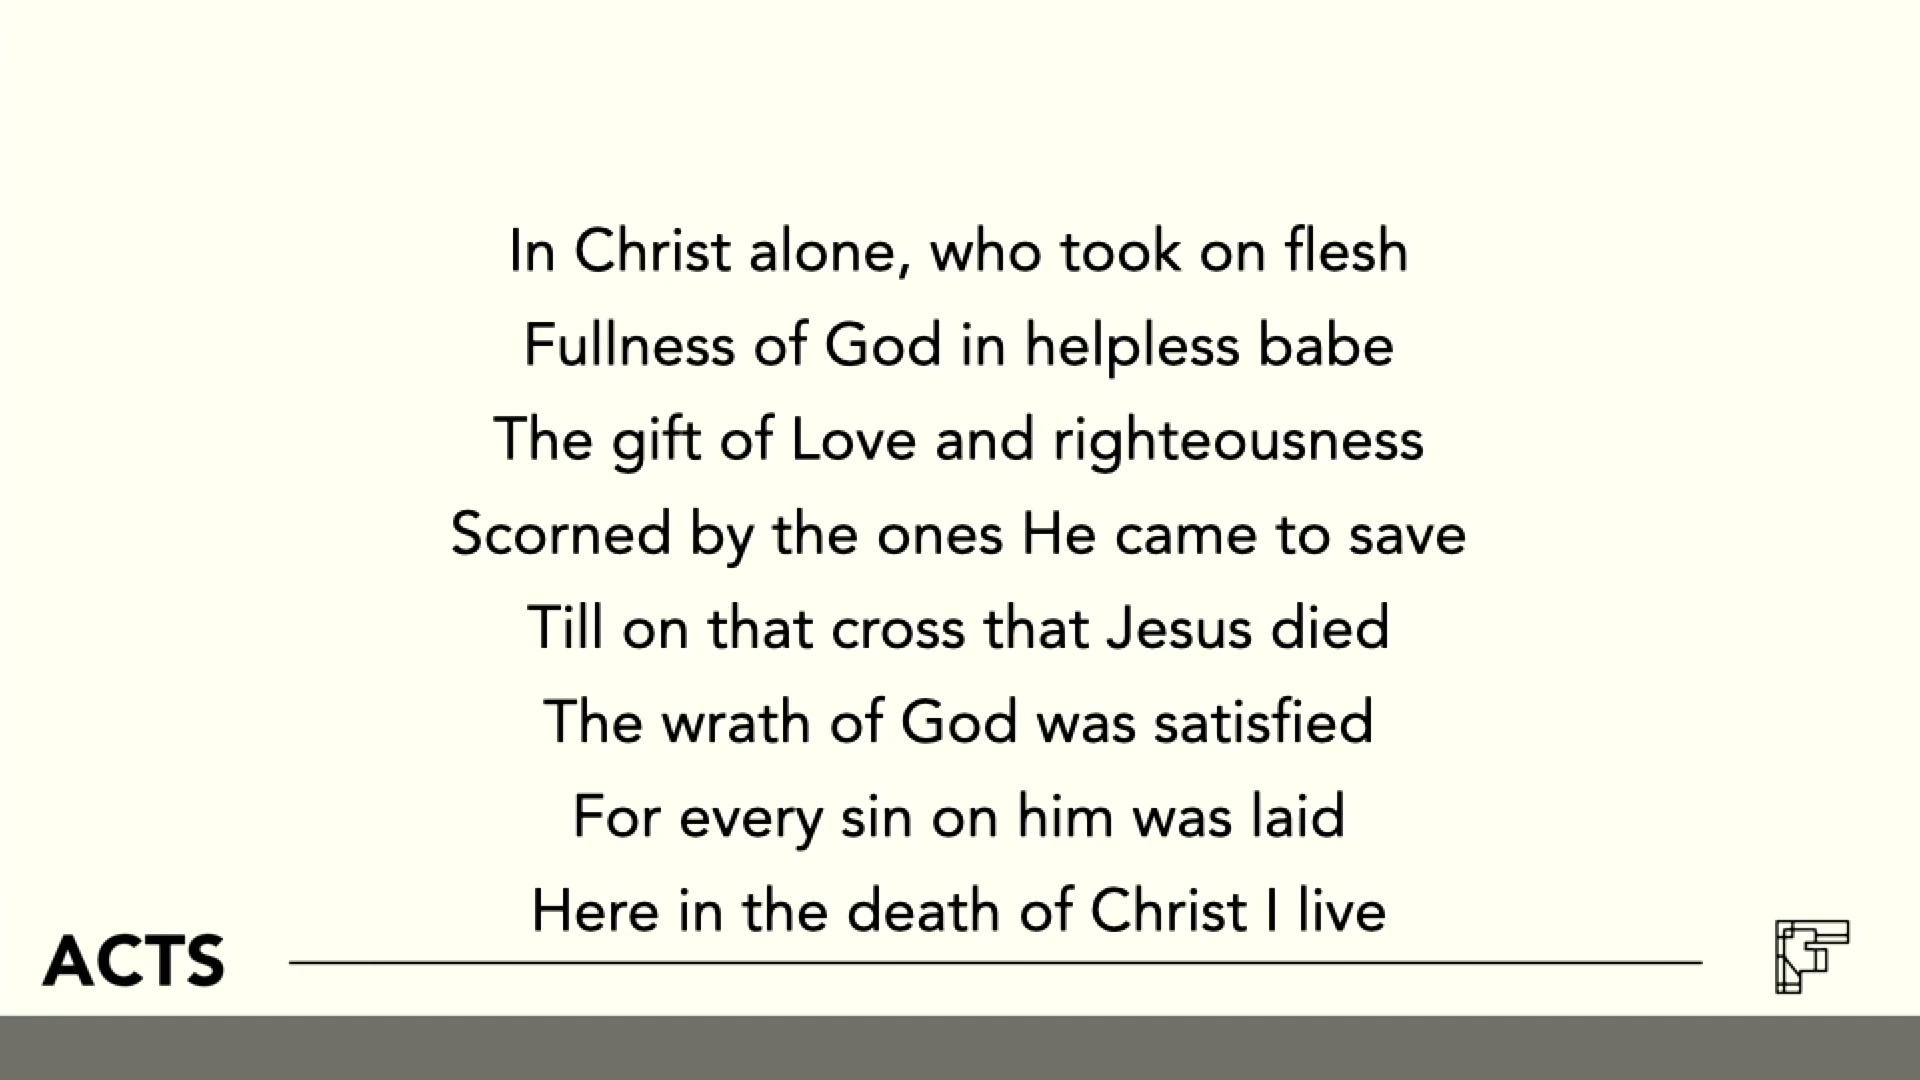 In Christ alone, who took on flesh
Fullness of God in helpless babe
The gift of Love and righteousness
Scorned by the ones He came to save
Till on that cross that Jesus died
The wrath of God was satisfied
For every sin on him was laid
Here in the death of Christ I live
ACTS